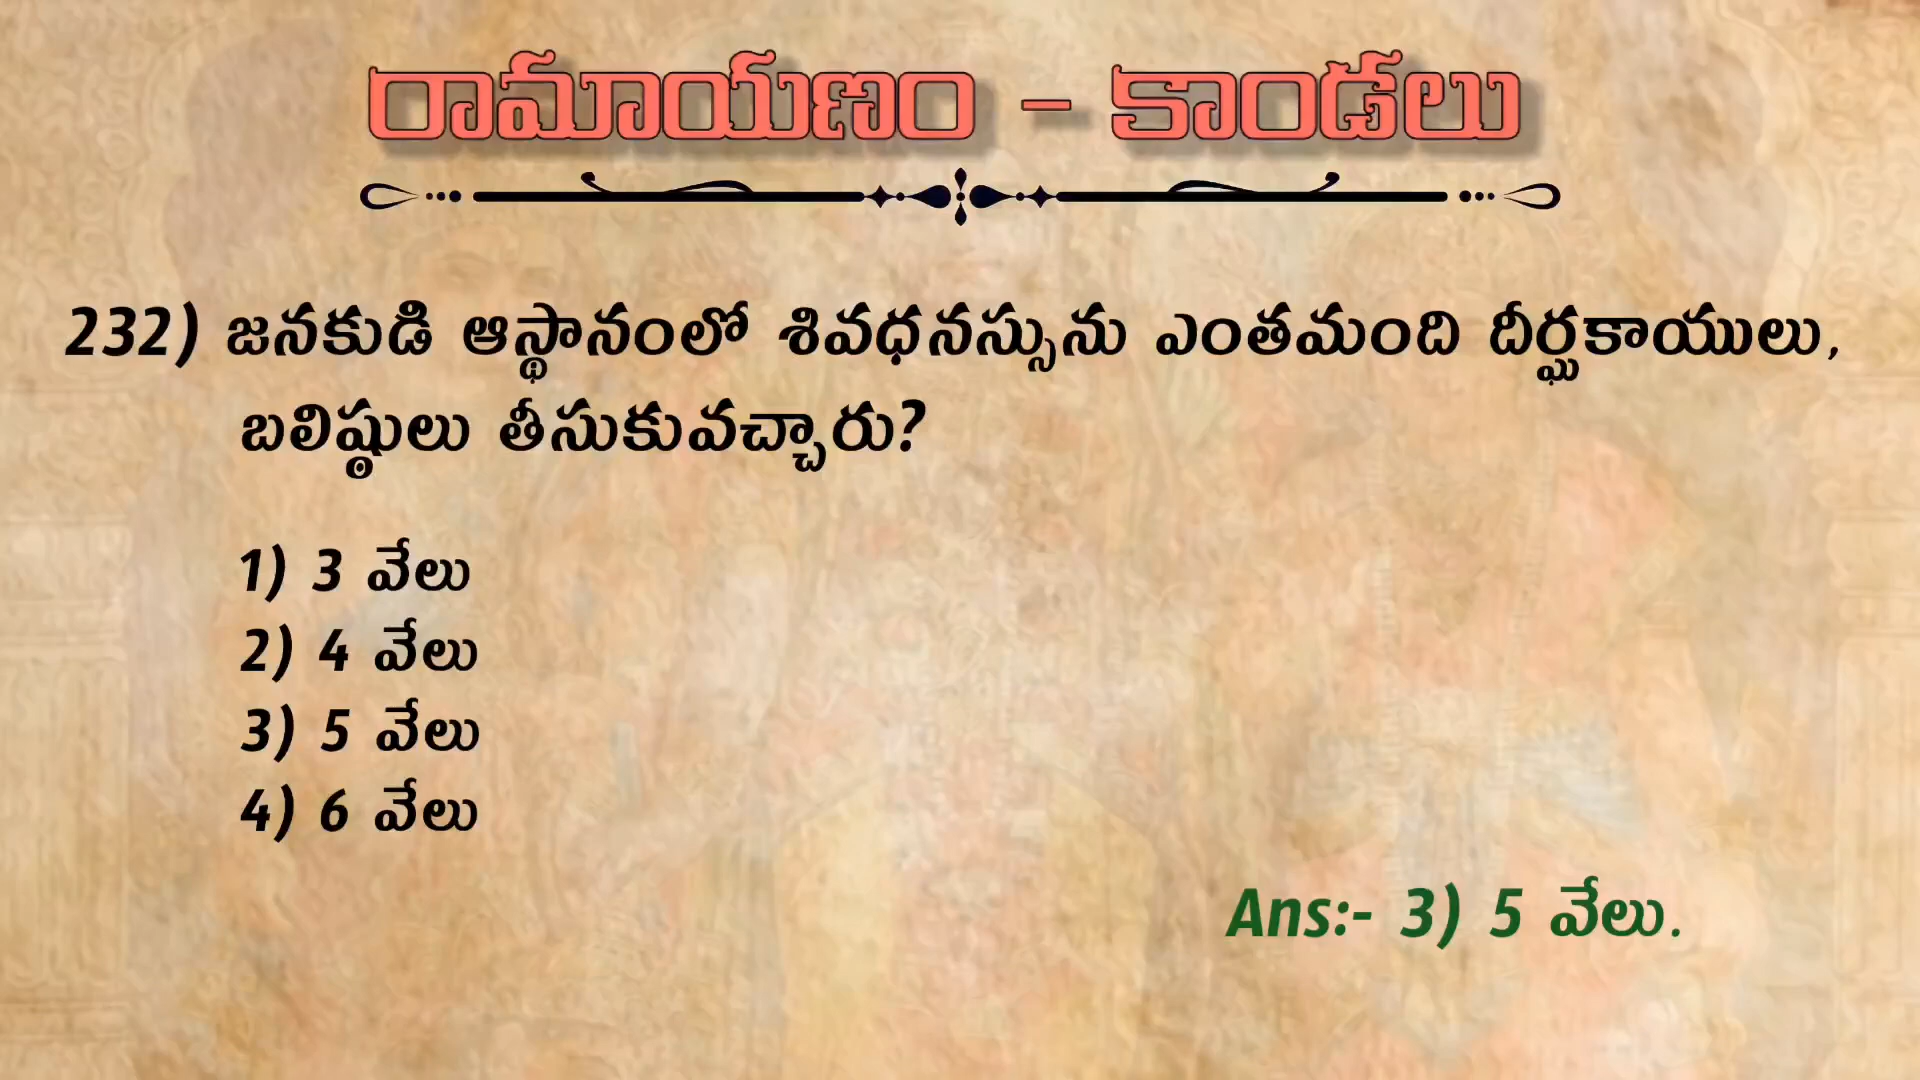 రామాయణం - కాండలు
232) జనకుడి ఆస్థానంలో శివధనస్సును ఎంతమంది దీర్ఘకాయులు,
బలిష్ఠులు తీసుకువచ్చారు?
1) 3 వేలు
2) 4 వేలు
3) 5 వేలు
4) 6 వేలు
Ans:- 3) 5 వేలు.